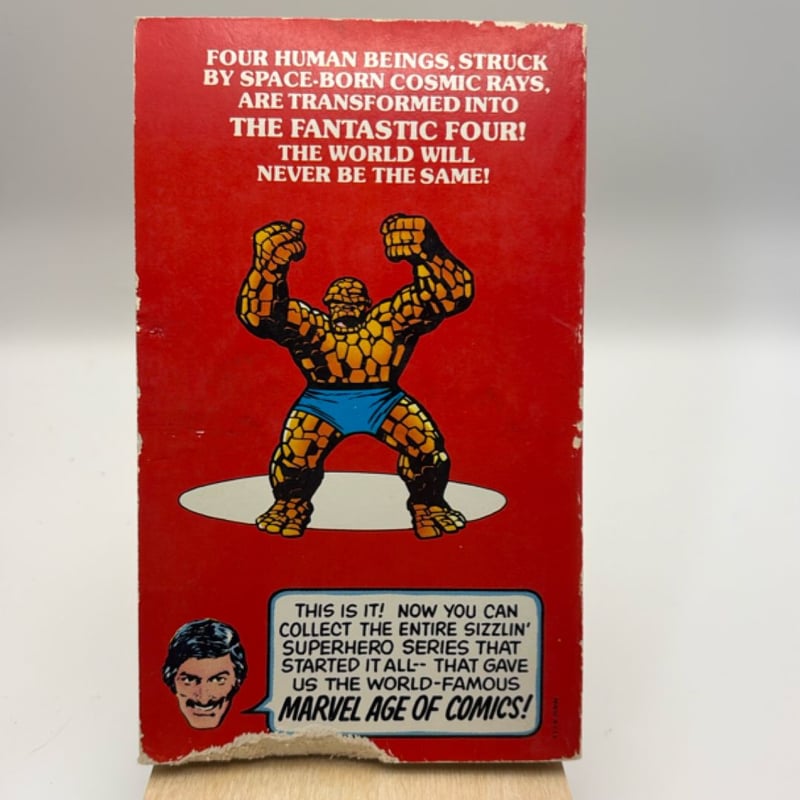 FOUR HUMAN BEINGS, STRUCK
BY SPACE-BORN COSMIC RAYS,
ARE TRANSFORMED INTO
THE FANTASTIC FOUR!
THE WORLD WILL
NEVER BE THE SAME!
THIS IS IT! NOW YOU CAN
COLLECT THE ENTIRE SIZZLIN'
SUPERHERO SERIES THAT
STARTED IT ALL-- THAT GAVE
US THE WORLD-FAMOUS
MARVEL AGE OF COMICS!